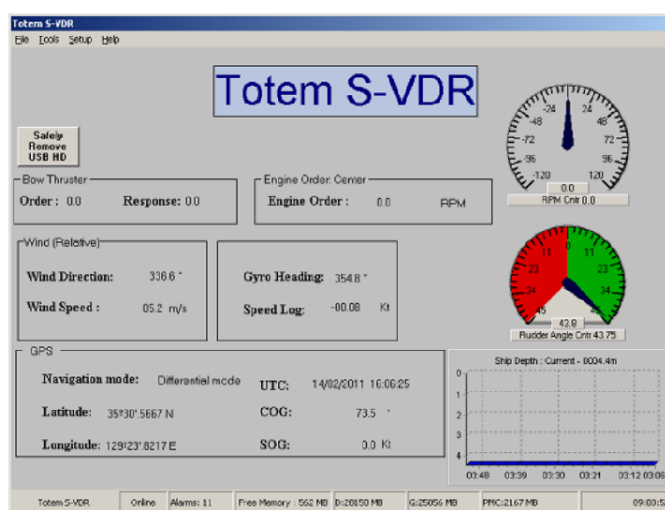 Totem S-VDR
File Tools Setup Help
Totem S-VDR
Safely
Remove
USB HD
Bow Thruster
Order : 0.0 Response: 0.0
Engine Order: Center
Engine Order : 0.0 RPM
-24 24
-48 48
-72 72
-96 96
-120 120
0.0
RPM Cntr 0.0
Wind (Relative)
Wind Direction: 336.6 °
Wind Speed : 05.2 m/s
Gyro Heading: 354.8 °
Speed Log: -00.08 Kt
0
11 11
23 23
34 34
45 45
43.8
Rudder Angle Cntr 43.75
GPS
Navigation mode: Differential mode
Latitude: 35°30'.5667 N
Longitude: 129°23'.8217 E
UTC: 14/02/2011 16:06:25
COG: 73.5 °
SOG: 0.0 Kt
Ship Depth : Current - 0004.4m
0
1
2
3
4
03:48 03:39 03:30 03:21 03:12 03:06
Totem S-VDR Online Alarms: 11 Free Memory : 562 MB D:28150 MB G:25056 MB PMC:2167 MB